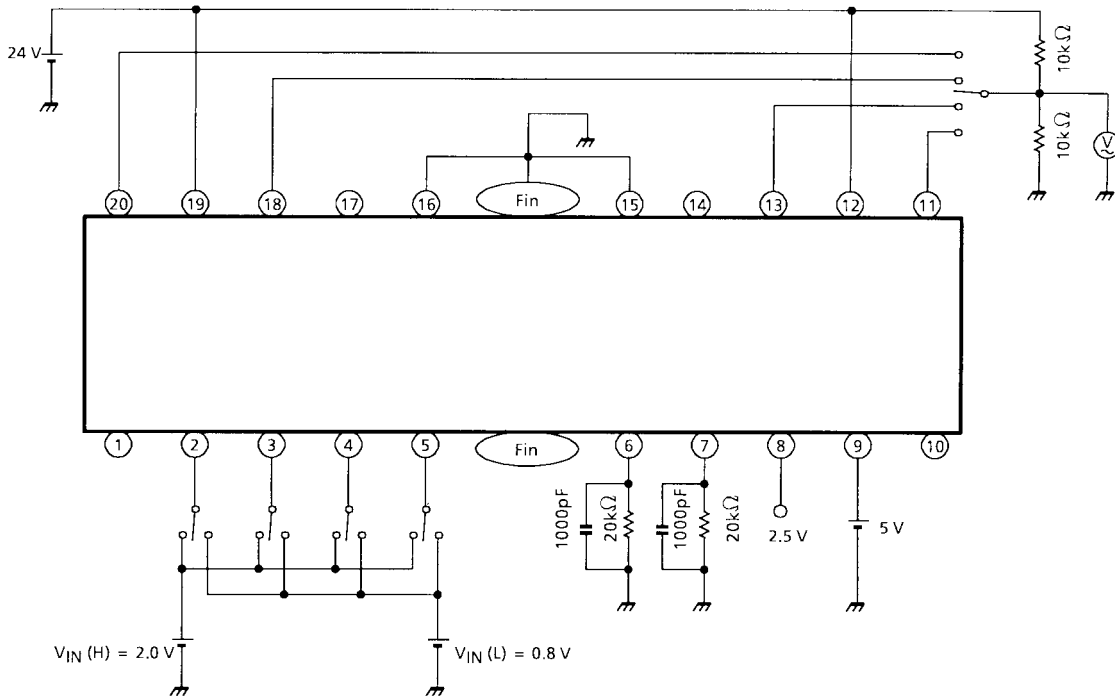 24 V
10kΩ
10kΩ
V
20
19
18
17
16
Fin
15
14
13
12
11
1
2
3
4
5
Fin
6
7
8
9
10
1000pF
20kΩ
1000pF
20kΩ
2.5 V
5 V
VIN (H) = 2.0 V
VIN (L) = 0.8 V